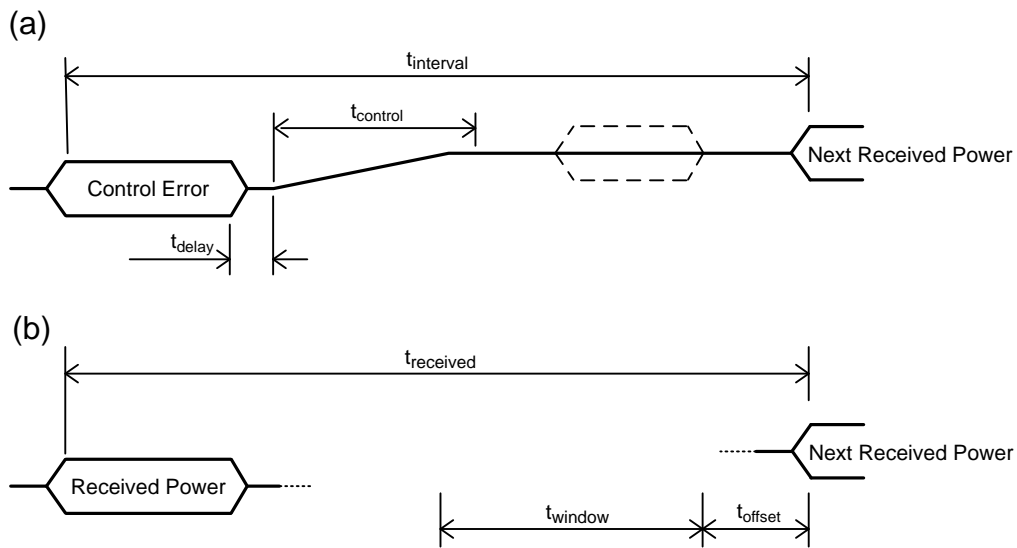 (a)
tinterval
tcontrol
Control Error
Next Received Power
tdelay
(b)
treceived
Next Received Power
Received Power
twindow
toffset